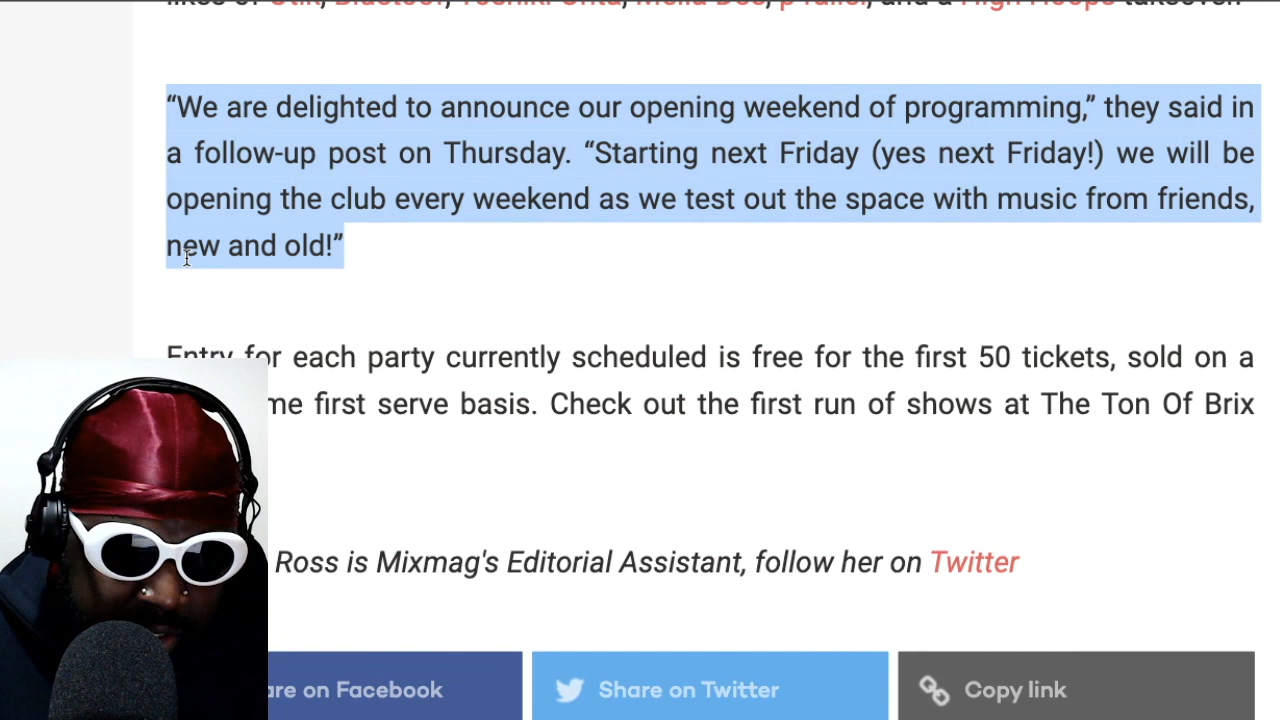 “We are delighted to announce our opening weekend of programming,” they said in
a follow-up post on Thursday. “Starting next Friday (yes next Friday!) we will be
opening the club every weekend as we test out the space with music from friends,
new and old!”
Entry for each party currently scheduled is free for the first 50 tickets, sold on a
me first serve basis. Check out the first run of shows at The Ton Of Brix
Ross is Mixmag's Editorial Assistant, follow her on Twitter
are on Facebook
Share on Twitter
Copy link